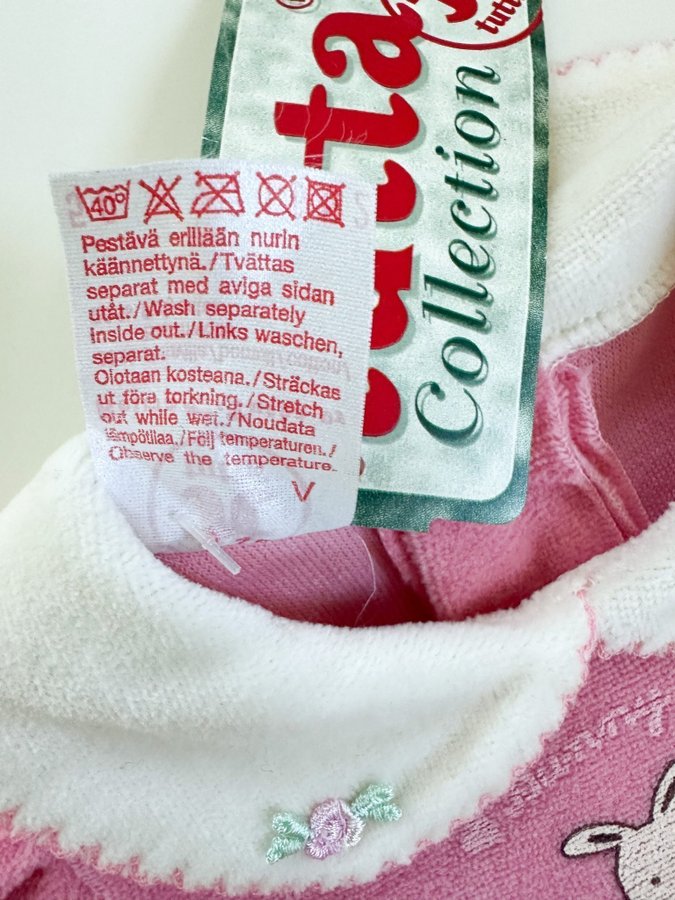 tutt
Collection
40°
Pestävä erillään nurin
käännettynä./Tvättas
separat med aviga sidan
utåt./Wash separately
inside out./Links waschen,
separat.
Oiotaan kosteana./Sträckas
ut före torkning./Stretch
out while wet./Noudata
lämpötilaa./Följ temperaturen./
Observe the temperature.
V